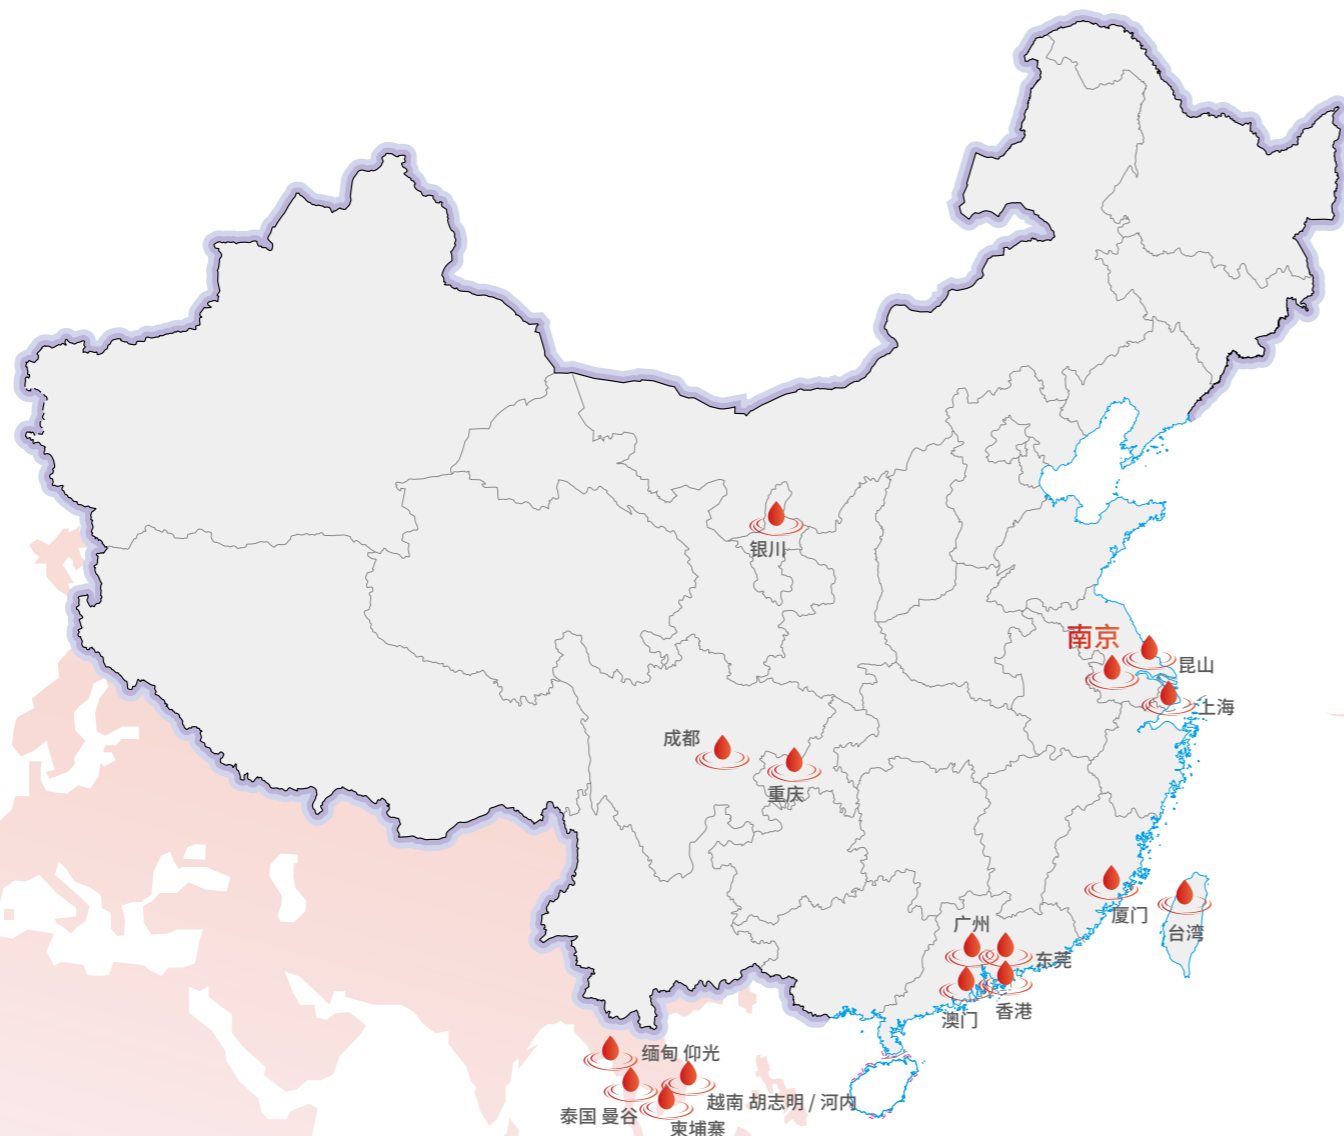 银川
南京
昆山
上海
成都
重庆
厦门
台湾
广州
东莞
香港
澳门
缅甸 仰光
越南 胡志明 / 河内
泰国 曼谷
柬埔寨